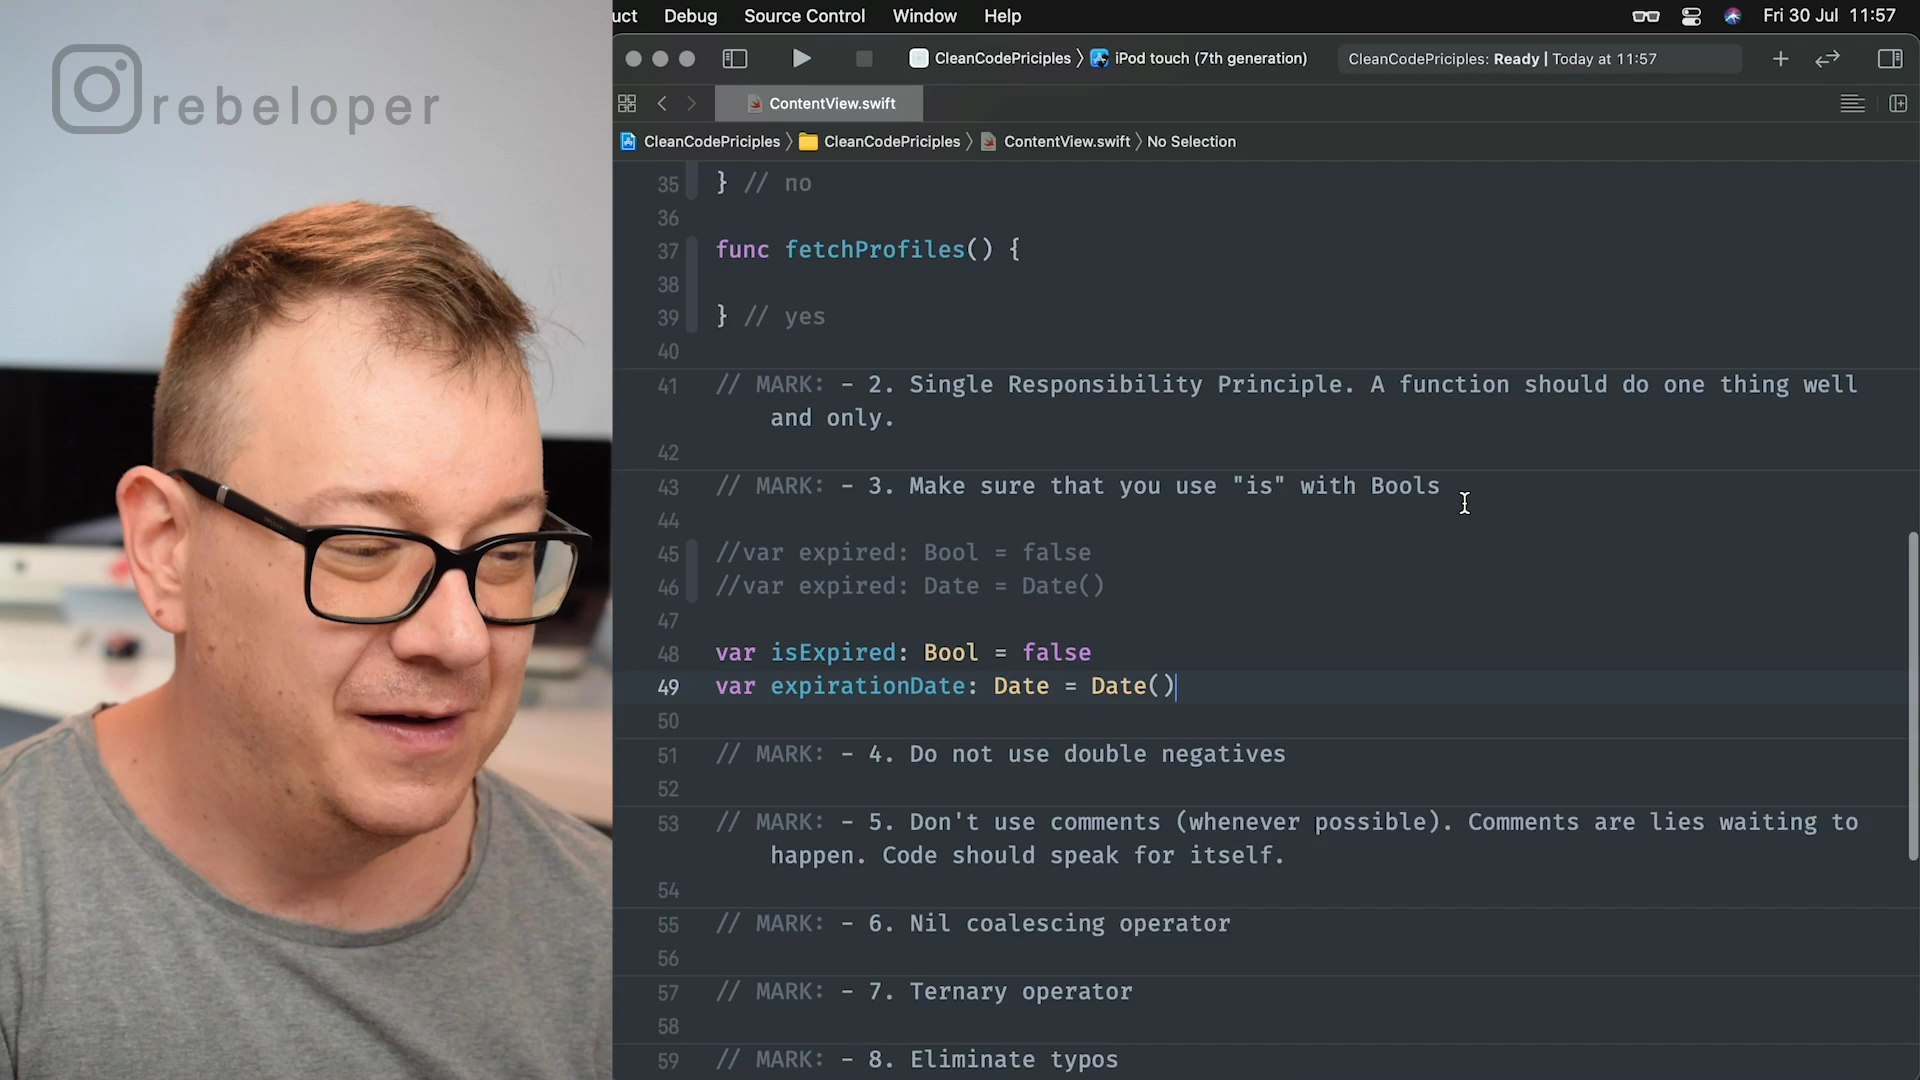 rebeloper
uct Debug Source Control Window Help Fri 30 Jul 11:57
CleanCodePriciples 〉 iPod touch (7th generation) CleanCodePriciples: Ready | Today at 11:57
ContentView.swift
CleanCodePriciples 〉 CleanCodePriciples 〉 ContentView.swift 〉 No Selection
35 } // no
36
37 func fetchProfiles() {
38
39 } // yes
40
41 // MARK: - 2. Single Responsibility Principle. A function should do one thing well
and only.
42
43 // MARK: - 3. Make sure that you use "is" with Bools
44
45 //var expired: Bool = false
46 //var expired: Date = Date()
47
48 var isExpired: Bool = false
49 var expirationDate: Date = Date()
50
51 // MARK: - 4. Do not use double negatives
52
53 // MARK: - 5. Don't use comments (whenever possible). Comments are lies waiting to
happen. Code should speak for itself.
54
55 // MARK: - 6. Nil coalescing operator
56
57 // MARK: - 7. Ternary operator
58
59 // MARK: - 8. Eliminate typos